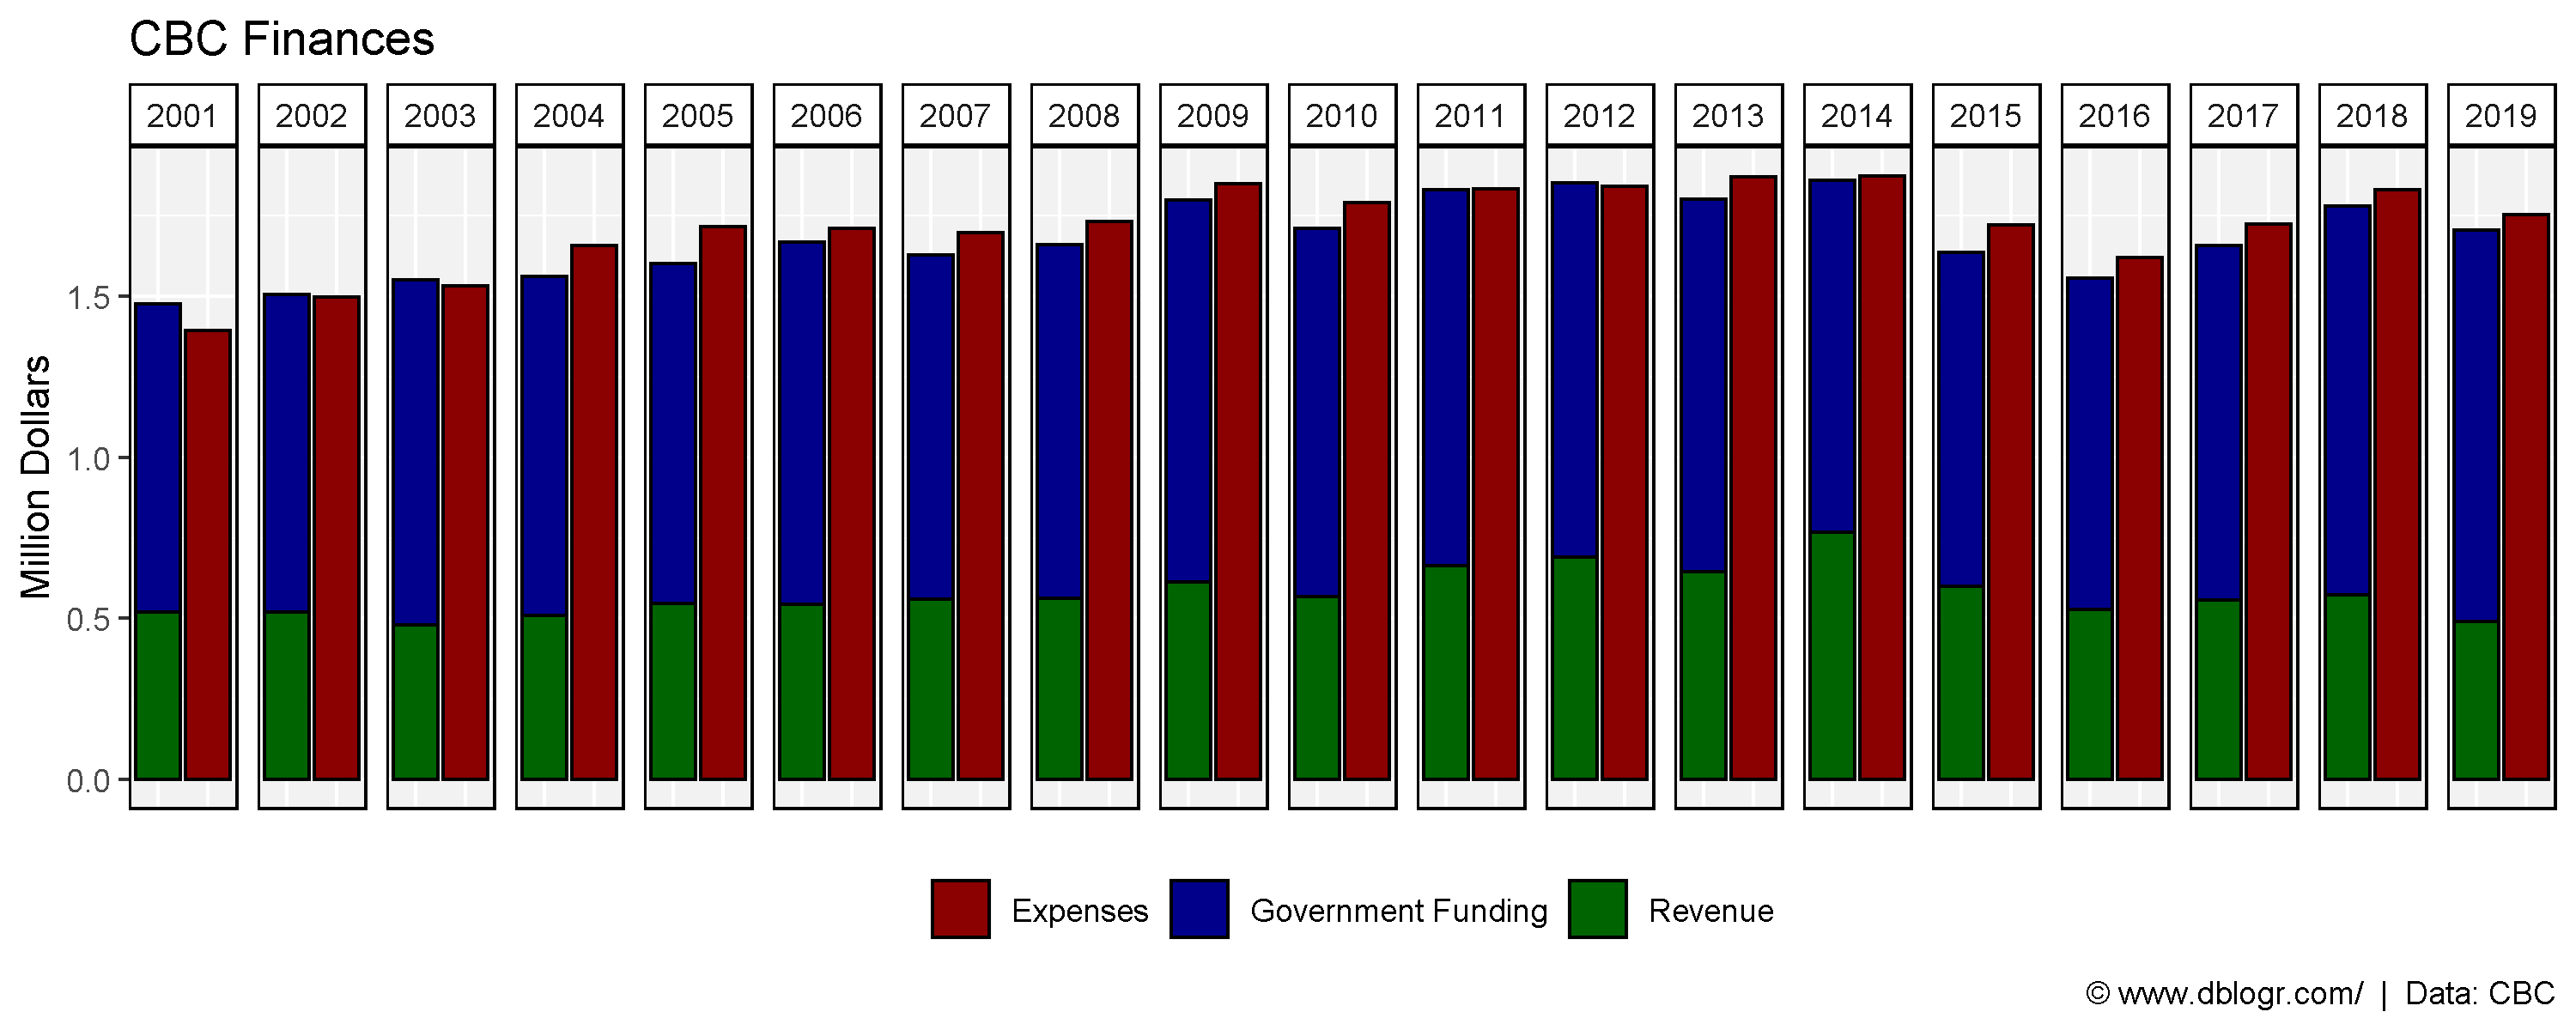 CBC Finances
2001 2002 2003 2004 2005 2006 2007 2008 2009 2010 2011 2012 2013 2014 2015 2016 2017 2018 2019
Million Dollars
1.5
1.0
0.5
0.0
Expenses Government Funding Revenue
© www.dblogr.com/ | Data: CBC